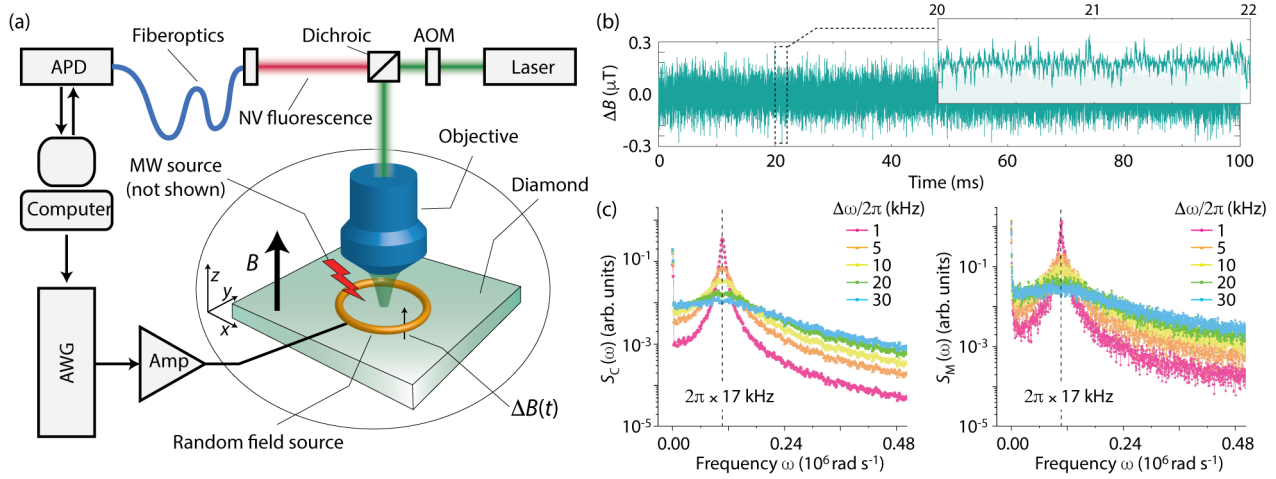 (a)
Fiberoptics
Dichroic
AOM
APD
Laser
NV fluorescence
Objective
MW source
(not shown)
Diamond
Computer
B
z
y
x
AWG
Amp
ΔB(t)
Random field source
(b)
20
21
22
0.3
0.0
-0.3
ΔB (μT)
0
20
40
60
80
100
Time (ms)
(c)
Δω/2π (kHz)
1
5
10
20
30
10⁻¹
10⁻³
10⁻⁵
S_C (ω) (arb. units)
2π × 17 kHz
0.00
0.24
0.48
Frequency ω (10⁶ rad s⁻¹)
Δω/2π (kHz)
1
5
10
20
30
10⁻¹
10⁻³
10⁻⁵
S_M (ω) (arb. units)
2π × 17 kHz
0.00
0.24
0.48
Frequency ω (10⁶ rad s⁻¹)